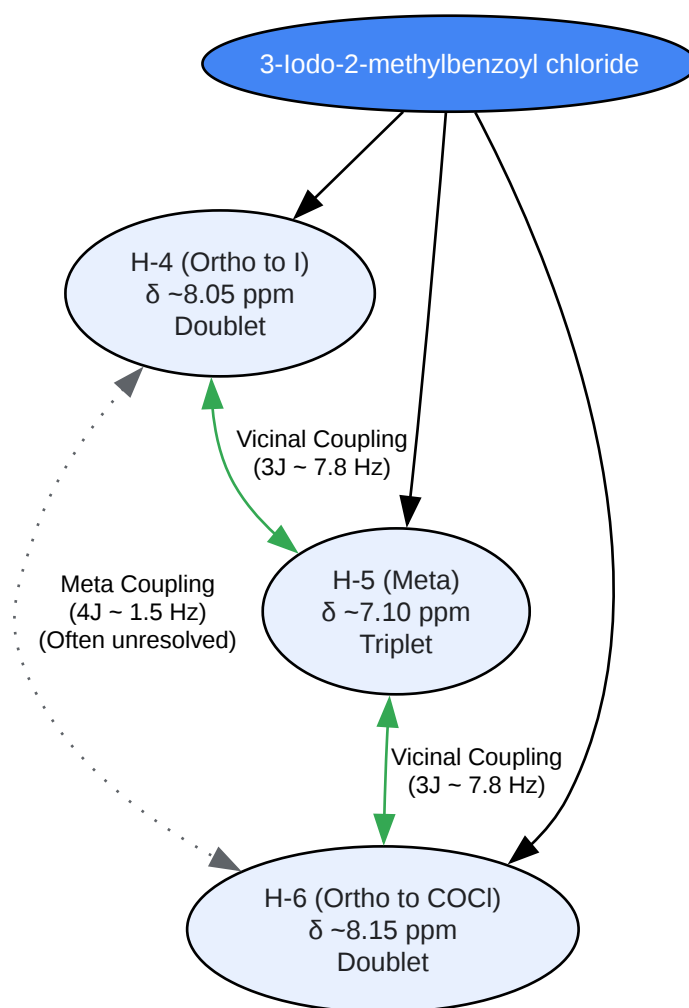 3-Iodo-2-methylbenzoyl chloride
H-4 (Ortho to I)
δ ~8.05 ppm
Doublet
Vicinal Coupling
(3J ~ 7.8 Hz)
Meta Coupling
(4J ~ 1.5 Hz)
(Often unresolved)
H-5 (Meta)
δ ~7.10 ppm
Triplet
Vicinal Coupling
(3J ~ 7.8 Hz)
H-6 (Ortho to COCl)
δ ~8.15 ppm
Doublet